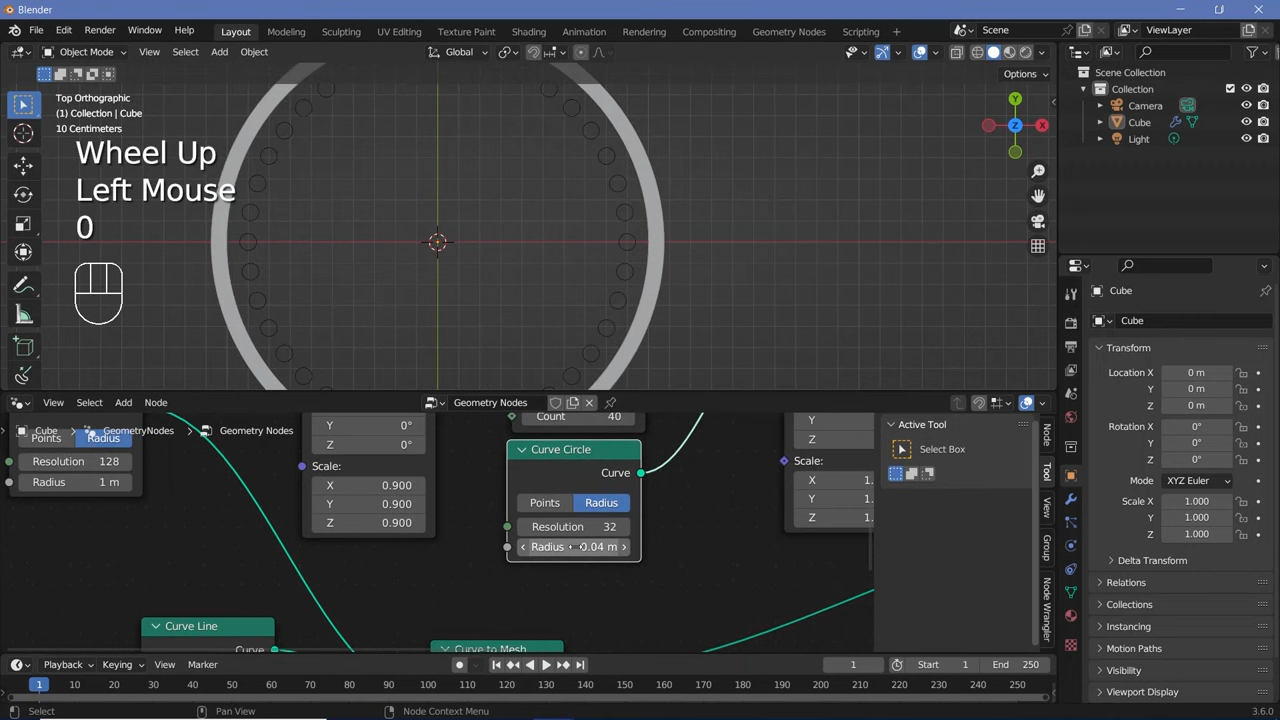 Blender
File Edit Render Window Help Layout Modeling Sculpting UV Editing Texture Paint Shading Animation Rendering Compositing Geometry Nodes Scripting + Scene ViewLayer
Object Mode View Select Add Object Global
Options
Top Orthographic
(1) Collection | Cube
10 Centimeters
Wheel Up
Left Mouse
0
Y
Z
X
Scene Collection
Collection
Camera
Cube
Light
Cube
Cube
Transform
Location X 0 m
Y 0 m
Z 0 m
Rotation X 0°
Y 0°
Z 0°
Mode XYZ Euler
Scale X 1.000
Y 1.000
Z 1.000
Delta Transform
Relations
Collections
Instancing
Motion Paths
Visibility
Viewport Display
View Select Add Node Geometry Nodes
Cube GeometryNodes Geometry Nodes
Points Radius
Resolution 128
Radius 1 m
Y 0°
Z 0°
Scale:
X 0.900
Y 0.900
Z 0.900
Count 40
Curve Circle
Curve
Points Radius
Resolution 32
Radius 0.04 m
Y
Z
Scale:
X 1.
Y 1.
Z 1.
Curve Line
Curve
Curve to Mesh
Active Tool
Select Box
Node
Tool
View
Group
Node Wrangler
Playback Keying View Marker 1 Start 1 End 250
1 10 20 30 40 50 60 70 80 90 100 110 120 130 140 150 160 170 180 190 200 210 220 230 240 250
Select Pan View Node Context Menu 3.6.0